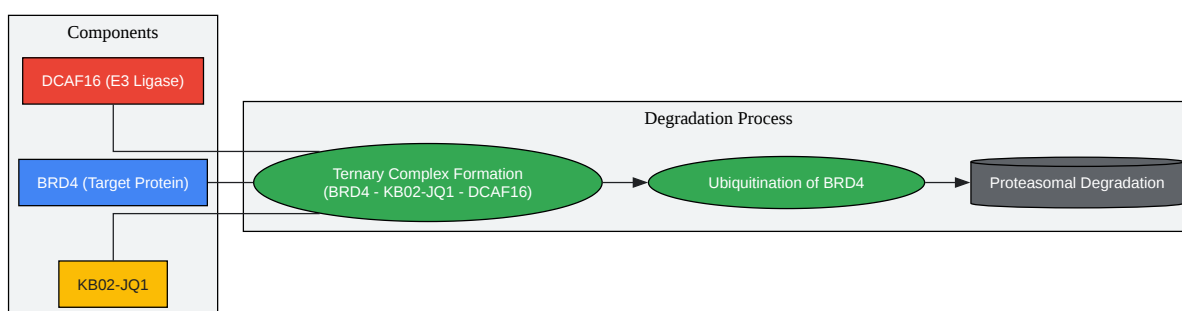 Components
DCAF16 (E3 Ligase)
BRD4 (Target Protein)
KB02-JQ1
Degradation Process
Ternary Complex Formation
(BRD4 - KB02-JQ1 - DCAF16)
Ubiquitination of BRD4
Proteasomal Degradation